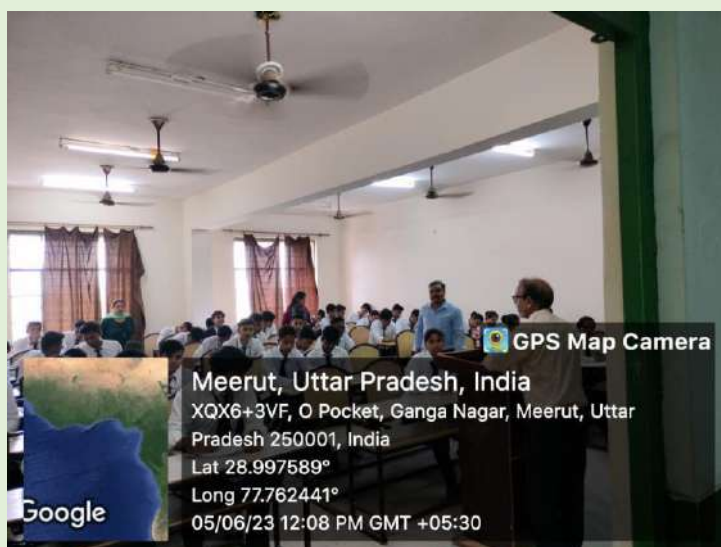 GPS Map Camera
Meerut, Uttar Pradesh, India
XQX6+3VF, O Pocket, Ganga Nagar, Meerut, Uttar
Pradesh 250001, India
Lat 28.997589°
Long 77.762441°
05/06/23 12:08 PM GMT +05:30
Google